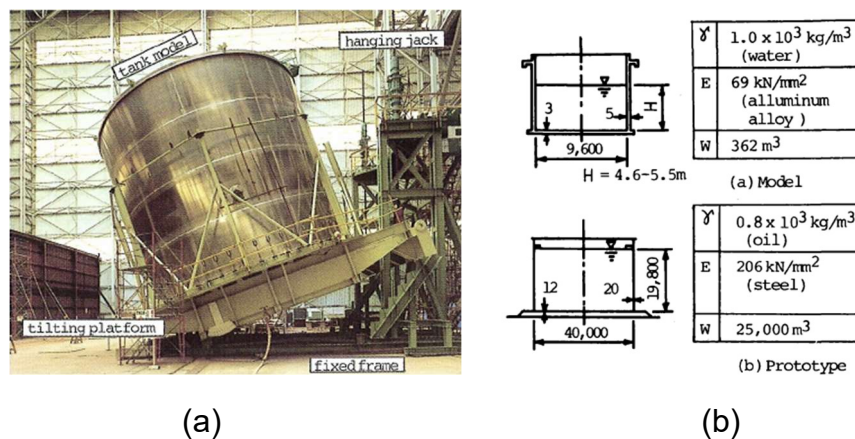 tank model
hanging jack
tilting platform
fixed frame
(a)
3
5
H
9,600
H = 4.6~5.5m
γ 1.0 x 10³ kg/m³
(water)
E 69 kN/mm²
(alluminum
alloy)
W 362 m³
(a) Model
12
20
19,800
40,000
γ 0.8 x 10³ kg/m³
(oil)
E 206 kN/mm²
(steel)
W 25,000 m³
(b) Prototype
(b)